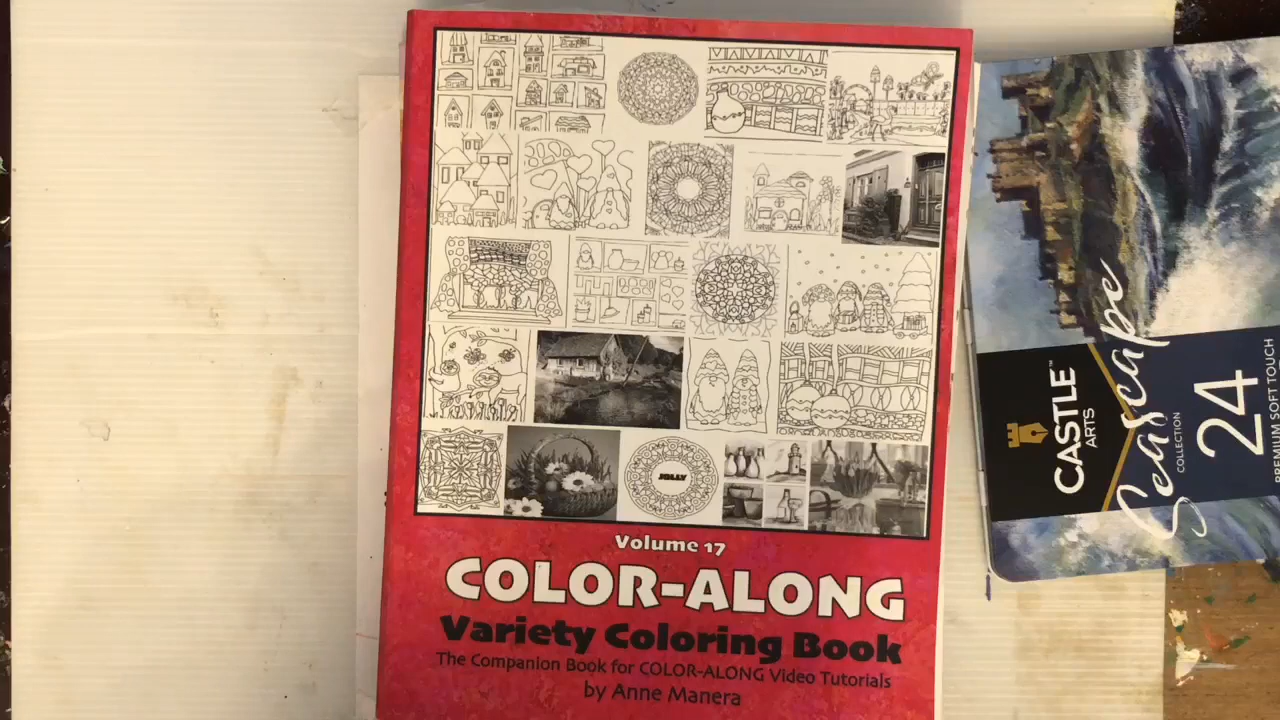 JOLLY
Volume 17
COLOR-ALONG
Variety Coloring Book
The Companion Book for COLOR-ALONG Video Tutorials
by Anne Manera
CASTLE™
ARTS
Seascape
COLLECTION
24
PREMIUM SOFT TOUCH